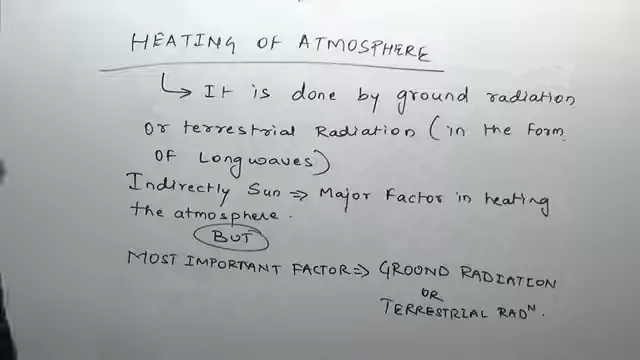 HEATING OF ATMOSPHERE
↳ It is done by ground radiation
Or terrestrial Radiation (in the form
OF Longwaves)
Indirectly Sun ⇒ Major Factor in heating
the atmosphere.
BUT
MOST IMPORTANT FACTOR ⇒ GROUND RADIATION
OR
TERRESTRIAL RADᴺ.